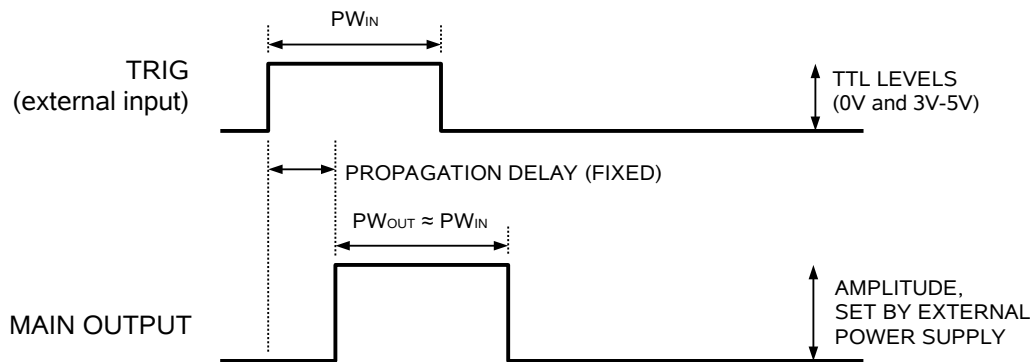 PWIN
TRIG
(external input)
TTL LEVELS
(0V and 3V-5V)
PROPAGATION DELAY (FIXED)
PWOUT ≈ PWIN
MAIN OUTPUT
AMPLITUDE,
SET BY EXTERNAL
POWER SUPPLY